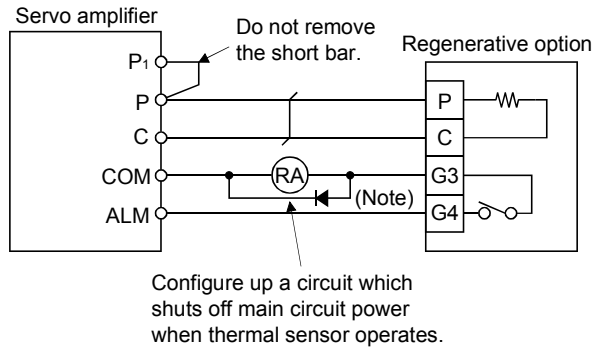 Servo amplifier
Do not remove
the short bar.
Regenerative option
P1
P
P
C
C
COM
RA
G3
(Note)
ALM
G4
Configure up a circuit which
shuts off main circuit power
when thermal sensor operates.